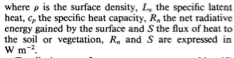 where ρ is the surface density, Lᵥ the specific latent
heat, cₚ the specific heat capacity, Rₙ the net radiative
energy gained by the surface and S the flux of heat to
the soil or vegetation, Rₙ and S are expressed in
W m⁻².